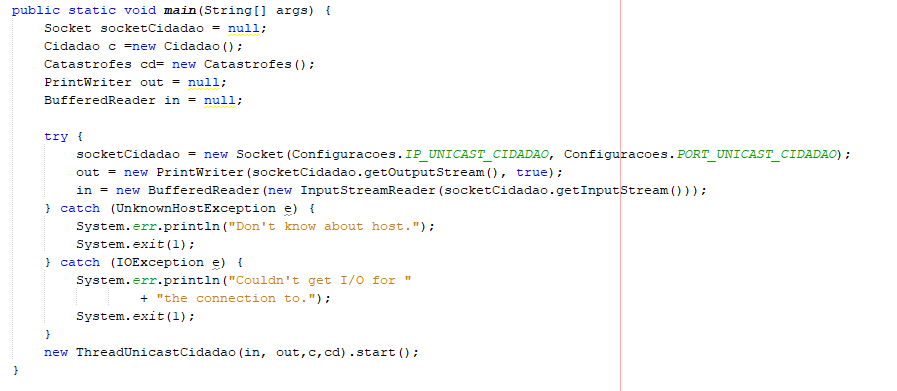 public static void main(String[] args) {
    Socket socketCidadao = null;
    Cidadao c =new Cidadao();
    Catastrofes cd= new Catastrofes();
    PrintWriter out = null;
    BufferedReader in = null;

    try {
        socketCidadao = new Socket(Configuracoes.IP_UNICAST_CIDADAO, Configuracoes.PORT_UNICAST_CIDADAO);
        out = new PrintWriter(socketCidadao.getOutputStream(), true);
        in = new BufferedReader(new InputStreamReader(socketCidadao.getInputStream()));
    } catch (UnknownHostException e) {
        System.err.println("Don't know about host.");
        System.exit(1);
    } catch (IOException e) {
        System.err.println("Couldn't get I/O for "
                + "the connection to.");
        System.exit(1);
    }
    new ThreadUnicastCidadao(in, out,c,cd).start();
}